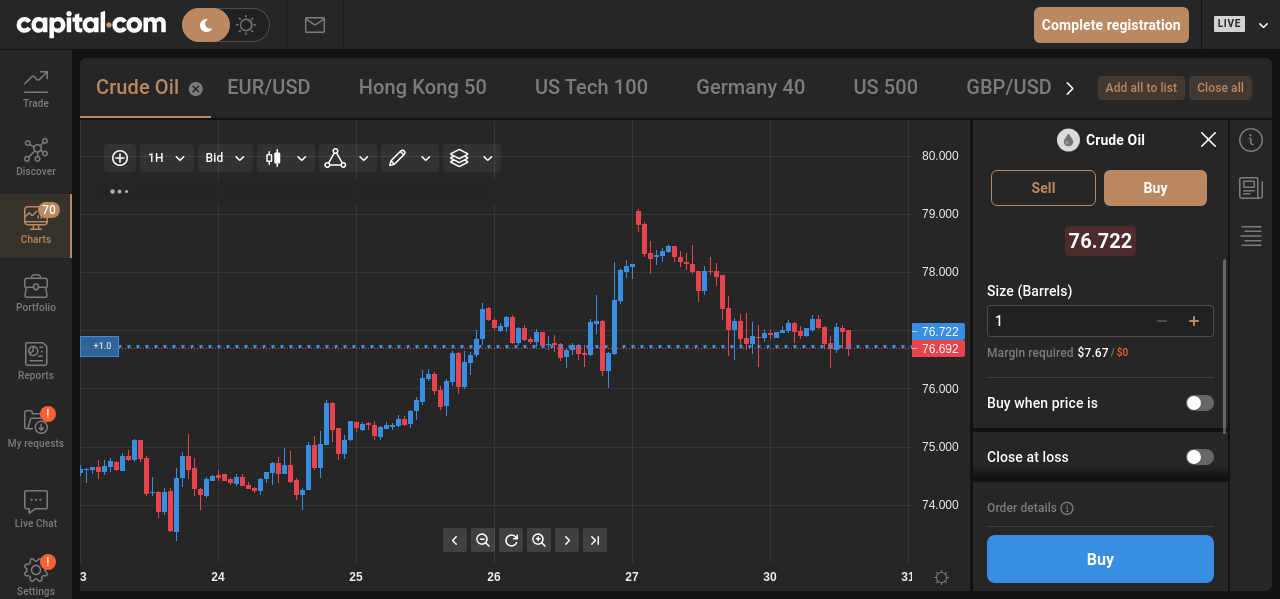 capital.com
Complete registration
LIVE
Trade
Discover
70
Charts
Portfolio
Reports
!
My requests
Live Chat
!
Settings
Crude Oil
EUR/USD
Hong Kong 50
US Tech 100
Germany 40
US 500
GBP/USD
Add all to list
Close all
1H
Bid
+1.0
80.000
79.000
78.000
76.722
76.692
76.000
75.000
74.000
3
24
25
26
27
30
31
Crude Oil
Sell
Buy
76.722
Size (Barrels)
1
Margin required $7.67 / $0
Buy when price is
Close at loss
Order details
Buy